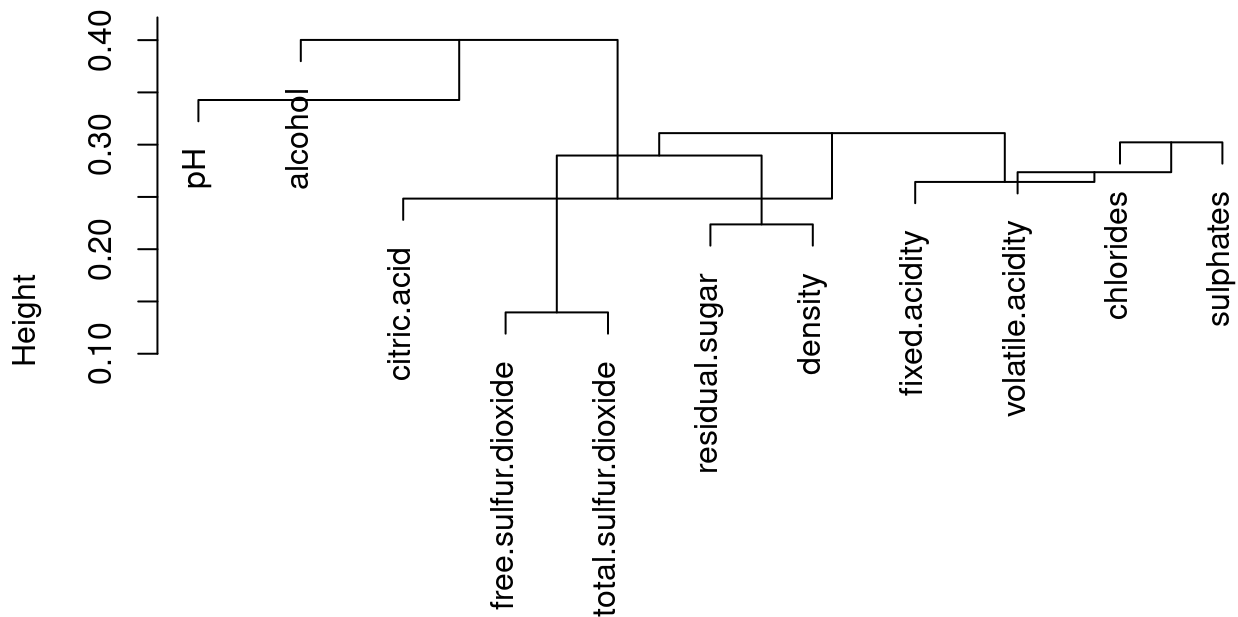 Height
0.40
0.30
0.20
0.10
pH
alcohol
citric.acid
free.sulfur.dioxide
total.sulfur.dioxide
residual.sugar
density
fixed.acidity
volatile.acidity
chlorides
sulphates